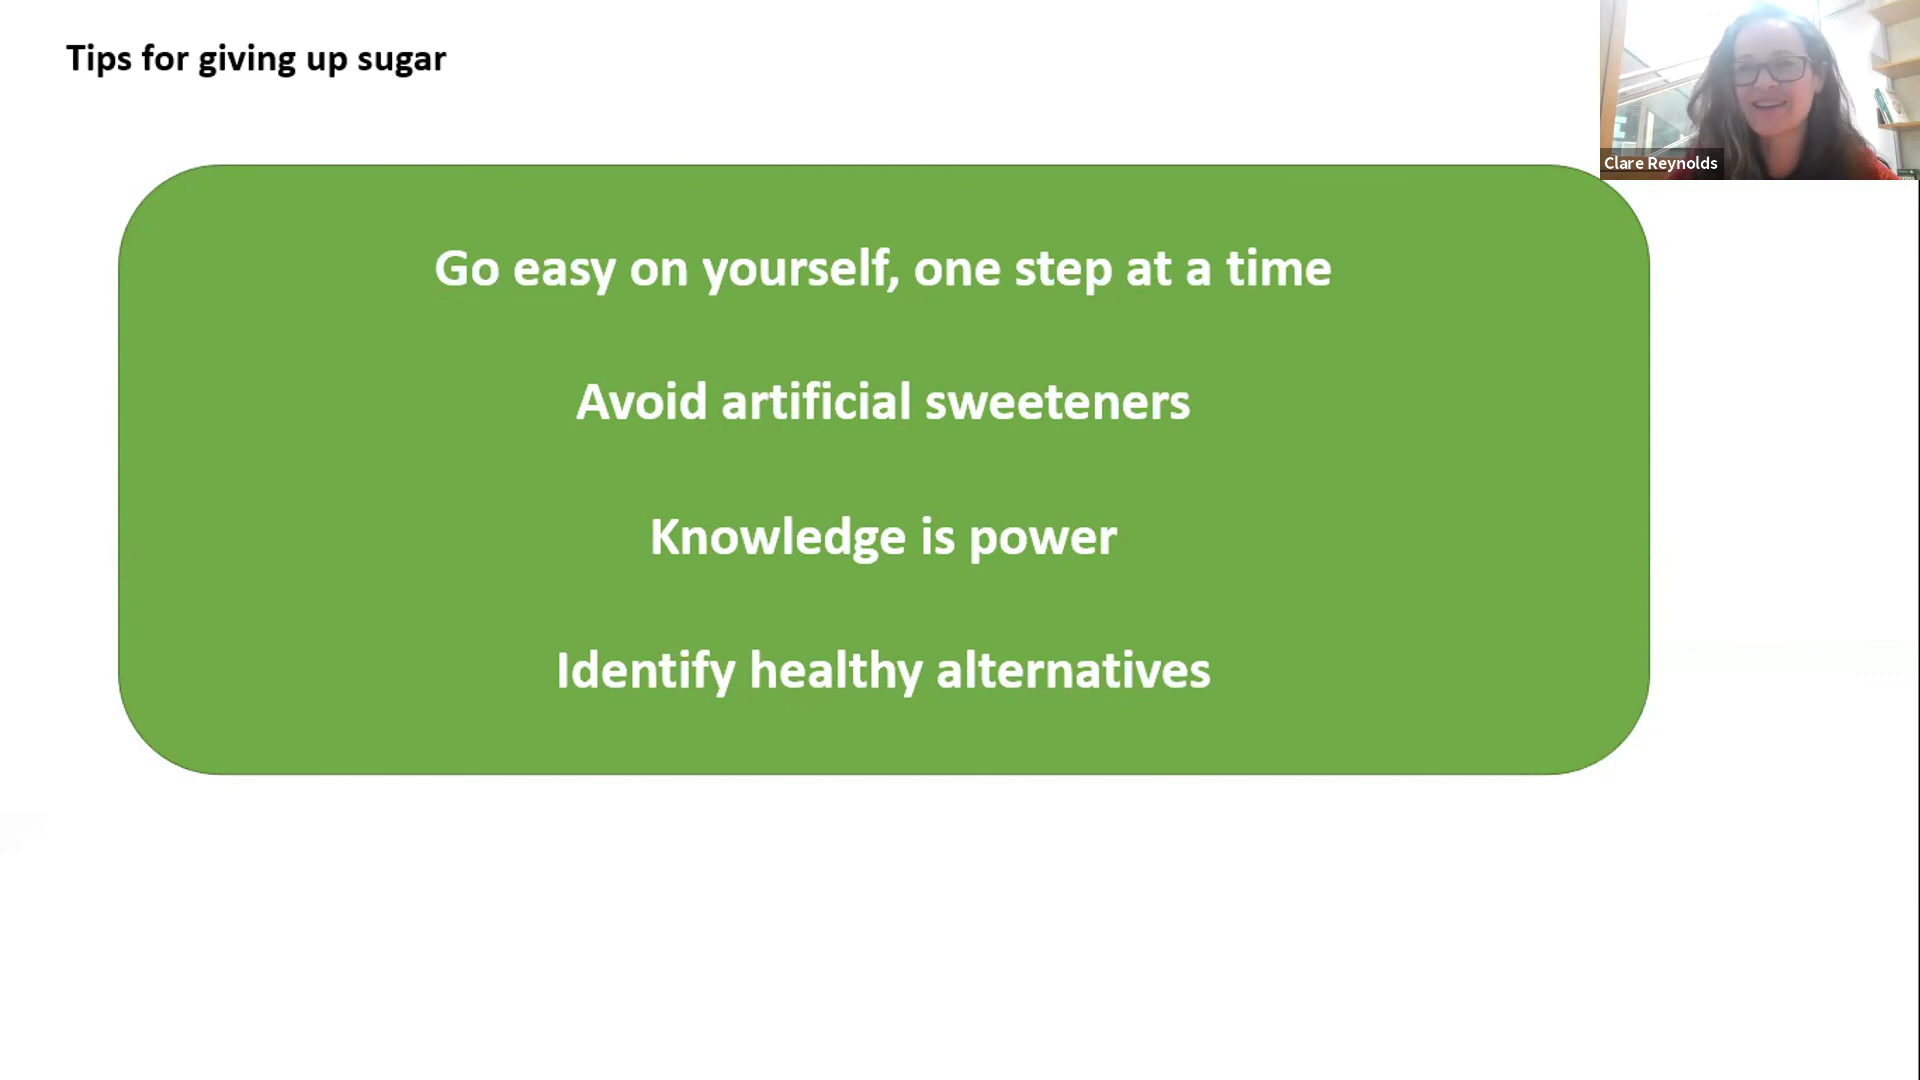 Tips for giving up sugar
Clare Reynolds
Go easy on yourself, one step at a time
Avoid artificial sweeteners
Knowledge is power
Identify healthy alternatives